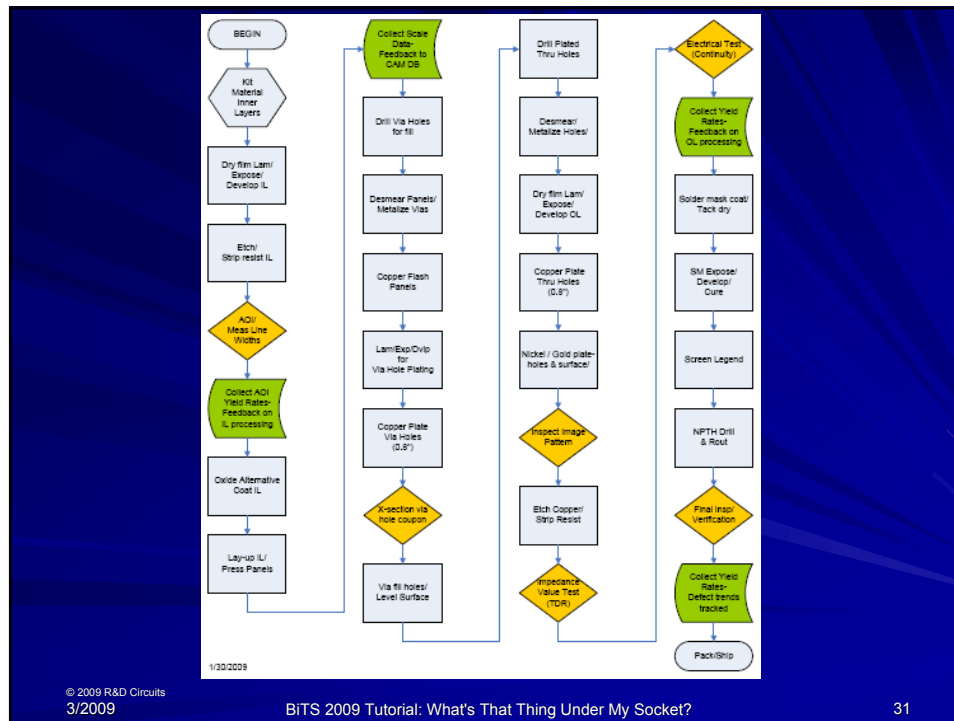 BEGIN
Kit
Material
Inner
Layers
Dry film Lam/
Expose/
Develop IL
Etch/
Strip resist IL
AOI/
Meas Line
Widths
Collect AOI
Yield Rates-
Feedback on
IL processing
Oxide Alternative
Coat IL
Lay-up IL/
Press Panels
Collect Scale
Data-
Feedback to
CAM DB
Drill Via Holes
for fill
Desmear Panels/
Metalize Vias
Copper Flash
Panels
Lam/Exp/Dvlp
for
Via Hole Plating
Copper Plate
Via Holes
(0.8")
X-section via
hole coupon
Via fill holes/
Level Surface
Drill Plated
Thru Holes
Desmear/
Metalize Holes/
Dry film Lam/
Expose/
Develop OL
Copper Plate
Thru Holes
(0.8")
Nickel / Gold plate-
holes & surface/
Inspect Image
Pattern
Etch Copper/
Strip Resist
Impedance
Value Test
(TDR)
Electrical Test
(Continuity)
Collect Yield
Rates-
Feedback on
OL processing
Solder mask coat/
Tack dry
SM Expose/
Develop/
Cure
Screen Legend
NPTH Drill
& Rout
Final Insp/
Verification
Collect Yield
Rates-
Defect trends
tracked
Pack/Ship
1/30/2009
© 2009 R&D Circuits
3/2009
BiTS 2009 Tutorial: What's That Thing Under My Socket?
31